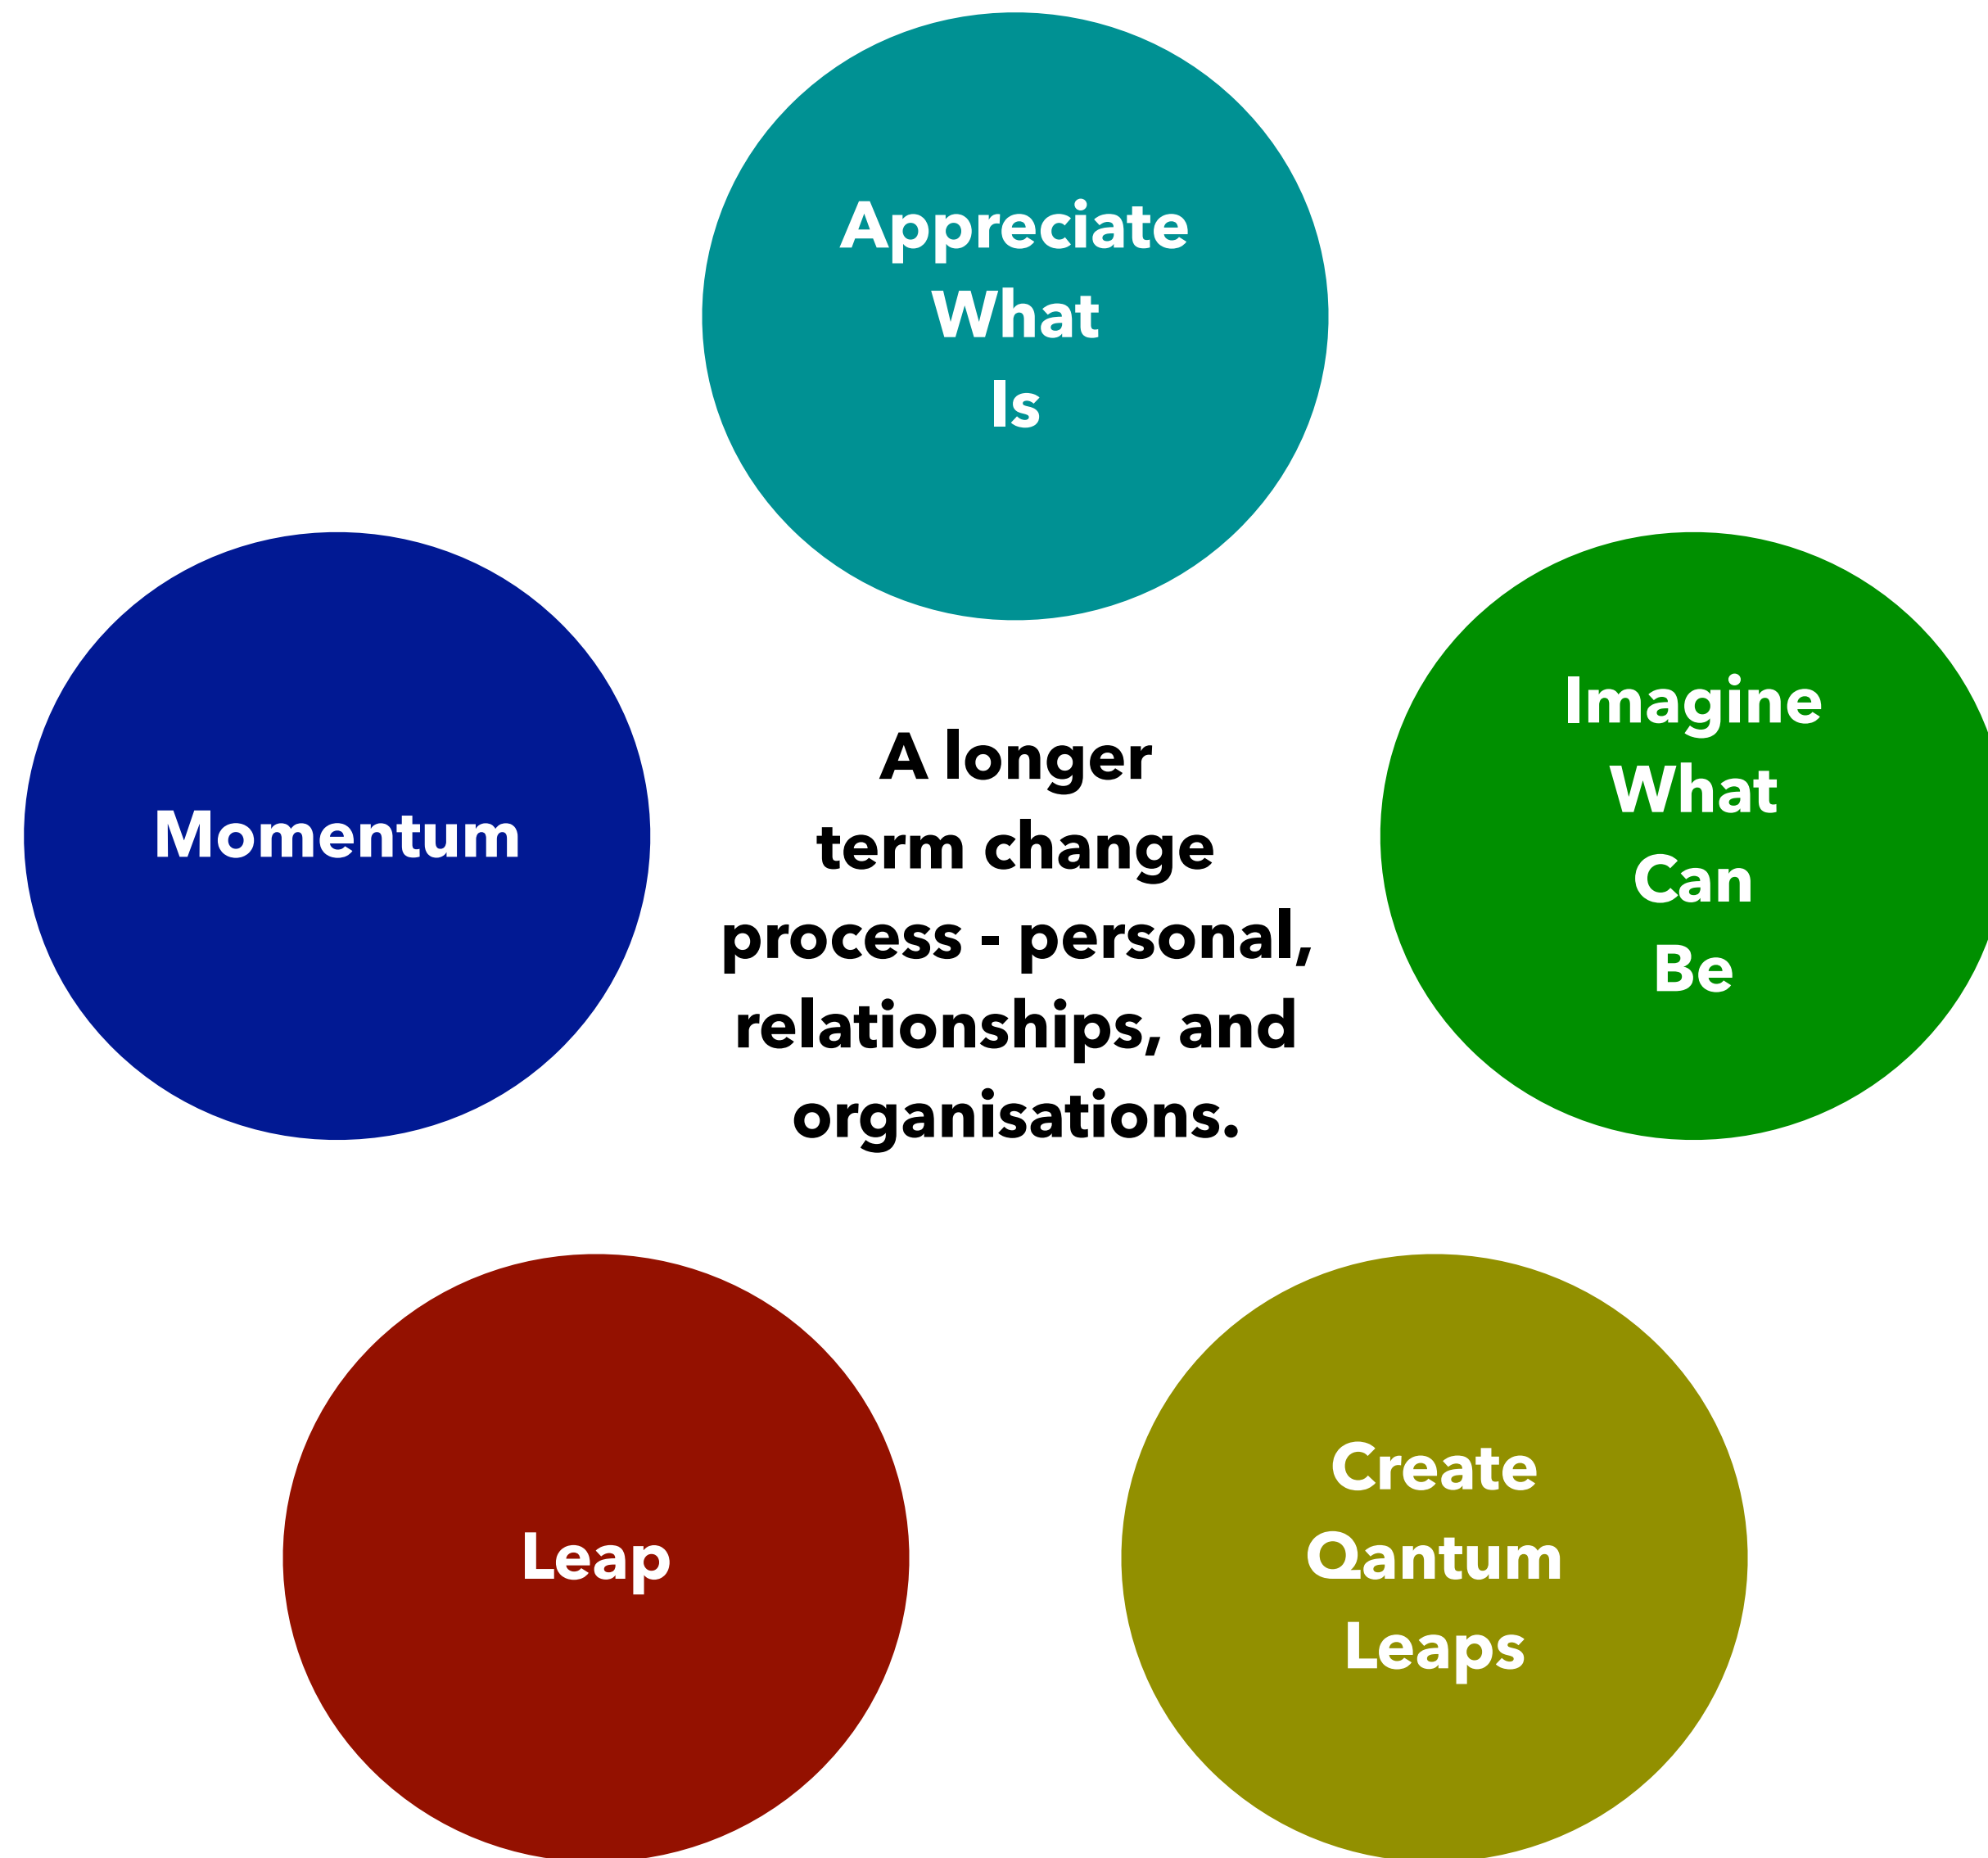 Appreciate
What
Is
Imagine
What
Can
Be
Create
Qantum
Leaps
Leap
Momentum
A longer
term change
process - personal,
relationships, and
organisations.